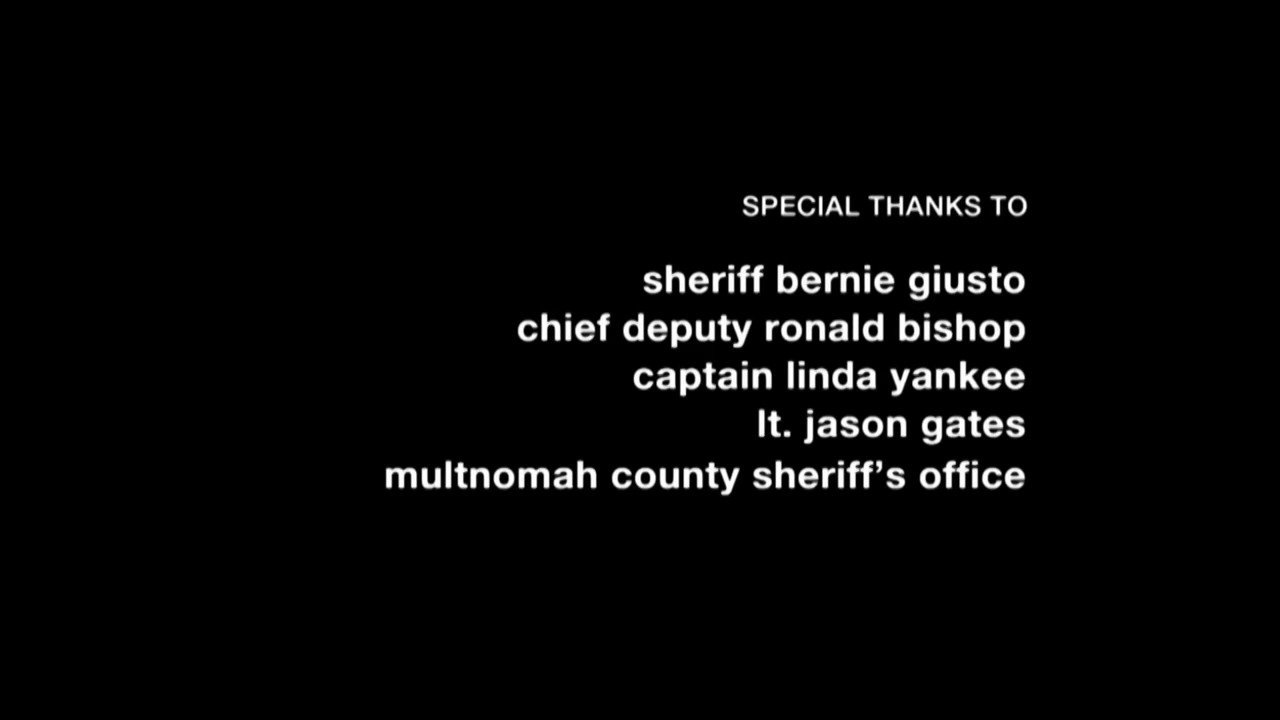 SPECIAL THANKS TO
sheriff bernie giusto
chief deputy ronald bishop
captain linda yankee
lt. jason gates
multnomah county sheriff’s office